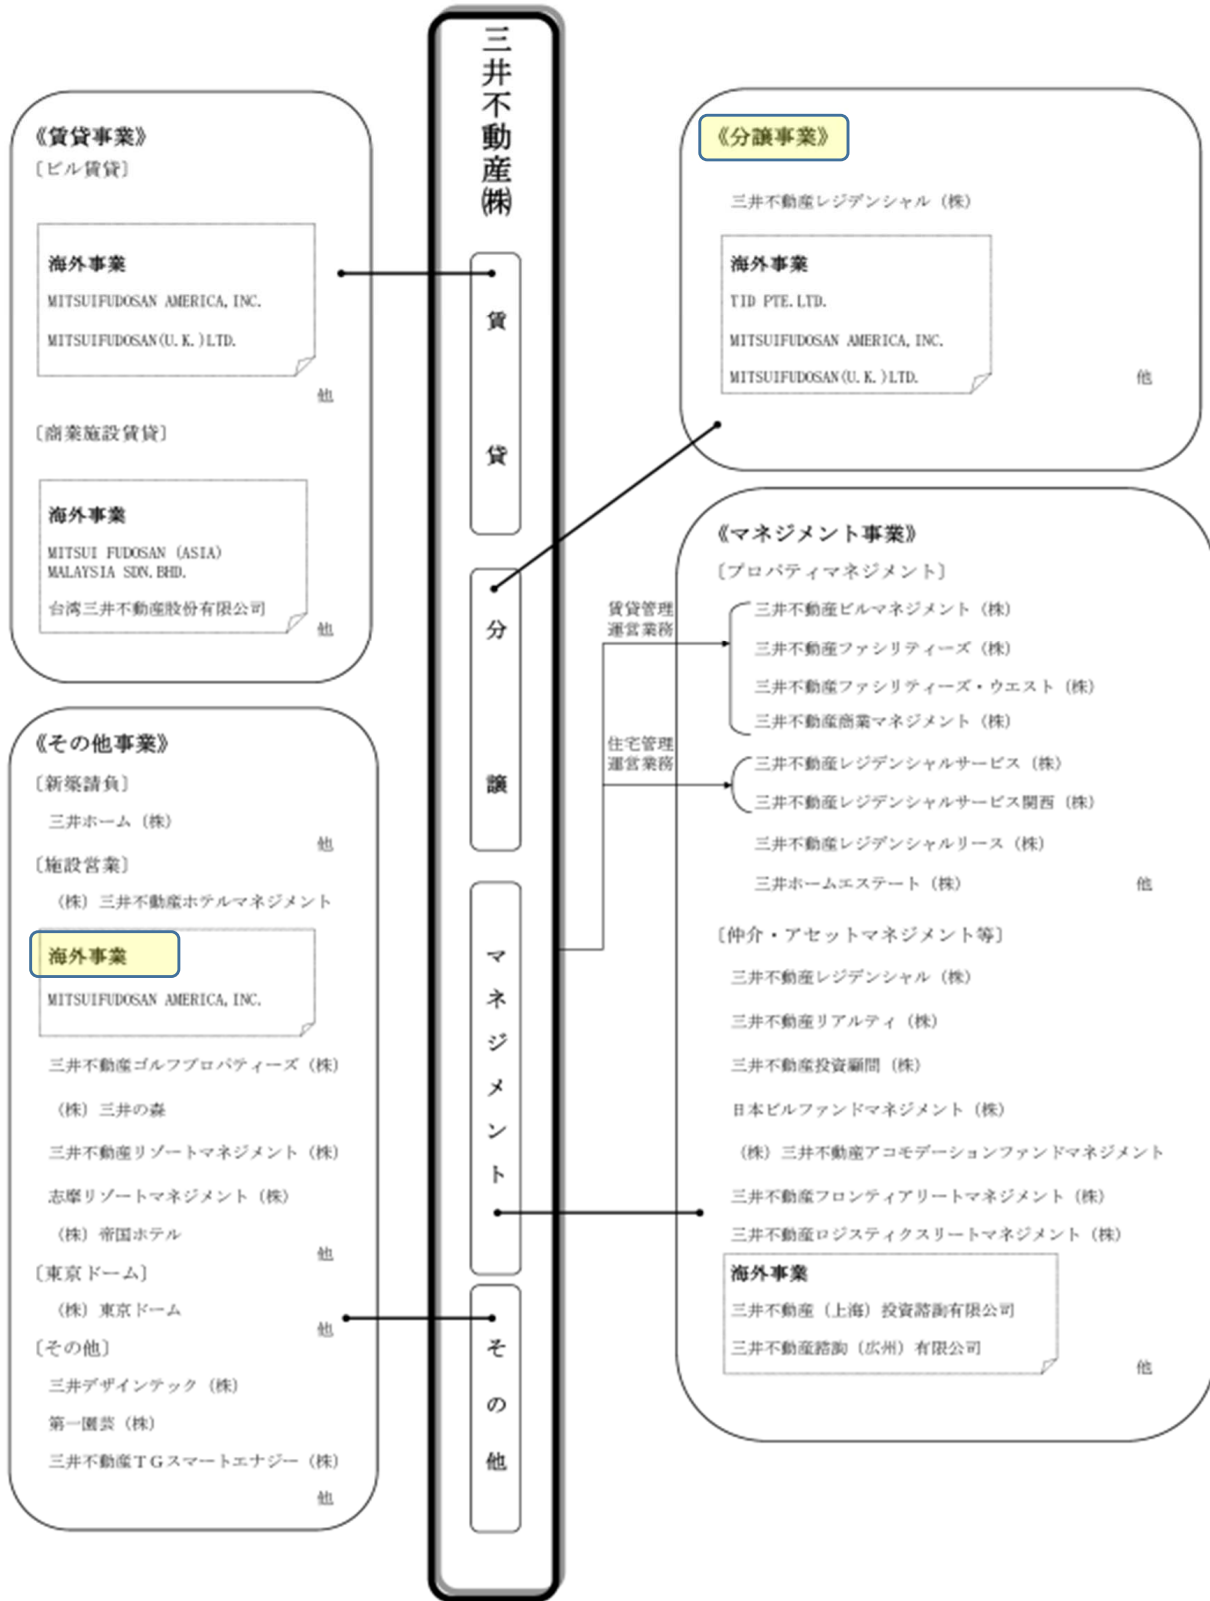 三井不動産㈱
《賃貸事業》
〔ビル賃貸〕
海外事業
MITSUIFUDOSAN AMERICA, INC.
MITSUIFUDOSAN(U.K.)LTD.
他
〔商業施設賃貸〕
海外事業
MITSUI FUDOSAN (ASIA)
MALAYSIA SDN. BHD.
台湾三井不動産股份有限公司
他
《その他事業》
〔新築請負〕
三井ホーム（株）
他
〔施設営業〕
（株）三井不動産ホテルマネジメント
海外事業
MITSUIFUDOSAN AMERICA, INC.
三井不動産ゴルフプロパティーズ（株）
（株）三井の森
三井不動産リゾートマネジメント（株）
志摩リゾートマネジメント（株）
（株）帝国ホテル
他
〔東京ドーム〕
（株）東京ドーム
他
〔その他〕
三井デザインテック（株）
第一園芸（株）
三井不動産ＴＧスマートエナジー（株）
他
賃貸
分譲
マネジメント
その他
《分譲事業》
三井不動産レジデンシャル（株）
海外事業
TID PTE. LTD.
MITSUIFUDOSAN AMERICA, INC.
MITSUIFUDOSAN(U.K.)LTD.
他
賃貸管理
運営業務
住宅管理
運営業務
《マネジメント事業》
〔プロパティマネジメント〕
三井不動産ビルマネジメント（株）
三井不動産ファシリティーズ（株）
三井不動産ファシリティーズ・ウエスト（株）
三井不動産商業マネジメント（株）
三井不動産レジデンシャルサービス（株）
三井不動産レジデンシャルサービス関西（株）
三井不動産レジデンシャルリース（株）
三井ホームエステート（株）
他
〔仲介・アセットマネジメント等〕
三井不動産レジデンシャル（株）
三井不動産リアルティ（株）
三井不動産投資顧問（株）
日本ビルファンドマネジメント（株）
（株）三井不動産アコモデーションファンドマネジメント
三井不動産フロンティアリートマネジメント（株）
三井不動産ロジスティクスリートマネジメント（株）
海外事業
三井不動産（上海）投資諮詢有限公司
三井不動産諮詢（広州）有限公司
他